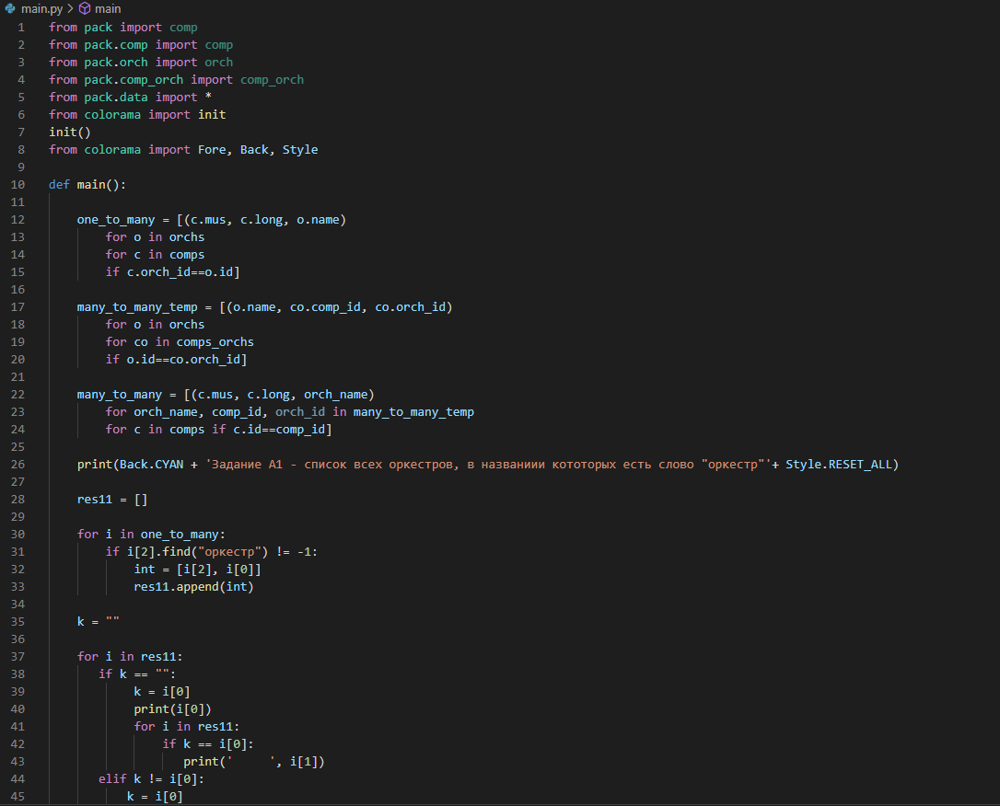 main.py > main
1 from pack import comp
2 from pack.comp import comp
3 from pack.orch import orch
4 from pack.comp_orch import comp_orch
5 from pack.data import *
6 from colorama import init
7 init()
8 from colorama import Fore, Back, Style
9
10 def main():
11
12     one_to_many = [(c.mus, c.long, o.name)
13         for o in orchs
14         for c in comps
15         if c.orch_id==o.id]
16
17     many_to_many_temp = [(o.name, co.comp_id, co.orch_id)
18         for o in orchs
19         for co in comps_orchs
20         if o.id==co.orch_id]
21
22     many_to_many = [(c.mus, c.long, orch_name)
23         for orch_name, comp_id, orch_id in many_to_many_temp
24         for c in comps if c.id==comp_id]
25
26     print(Back.CYAN + 'Задание А1 - список всех оркестров, в названиии кототорых есть слово "оркестр"'+ Style.RESET_ALL)
27
28     res11 = []
29
30     for i in one_to_many:
31         if i[2].find("оркестр") != -1:
32             int = [i[2], i[0]]
33             res11.append(int)
34
35     k = ""
36
37     for i in res11:
38        if k == "":
39             k = i[0]
40             print(i[0])
41             for i in res11:
42                 if k == i[0]:
43                    print('     ', i[1])
44        elif k != i[0]:
45            k = i[0]